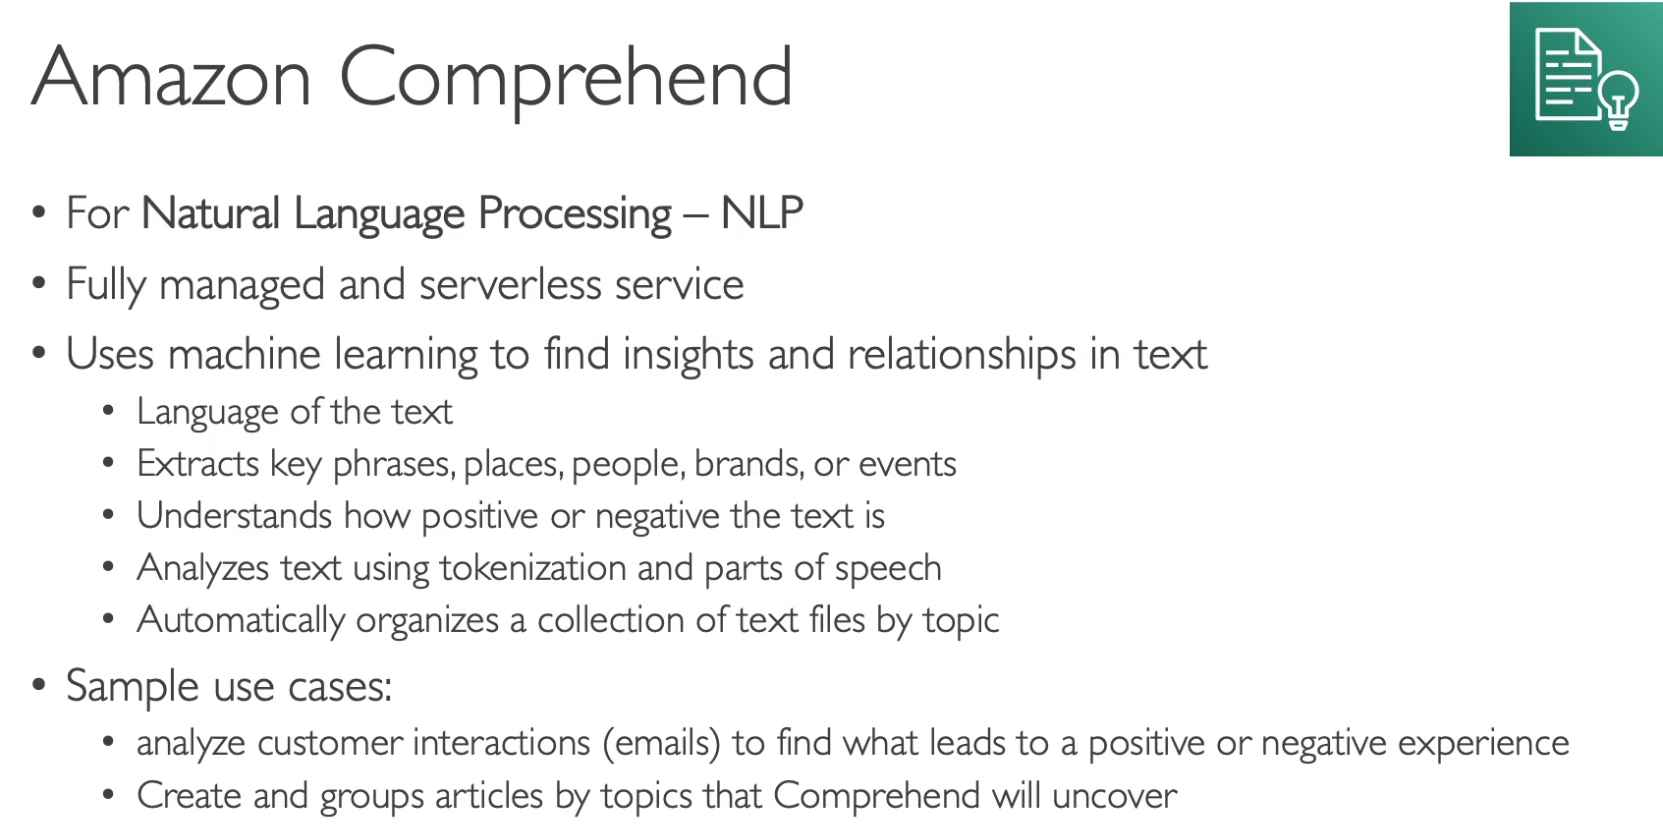 Amazon Comprehend
• For Natural Language Processing – NLP
• Fully managed and serverless service
• Uses machine learning to find insights and relationships in text
• Language of the text
• Extracts key phrases, places, people, brands, or events
• Understands how positive or negative the text is
• Analyzes text using tokenization and parts of speech
• Automatically organizes a collection of text files by topic
• Sample use cases:
• analyze customer interactions (emails) to find what leads to a positive or negative experience
• Create and groups articles by topics that Comprehend will uncover